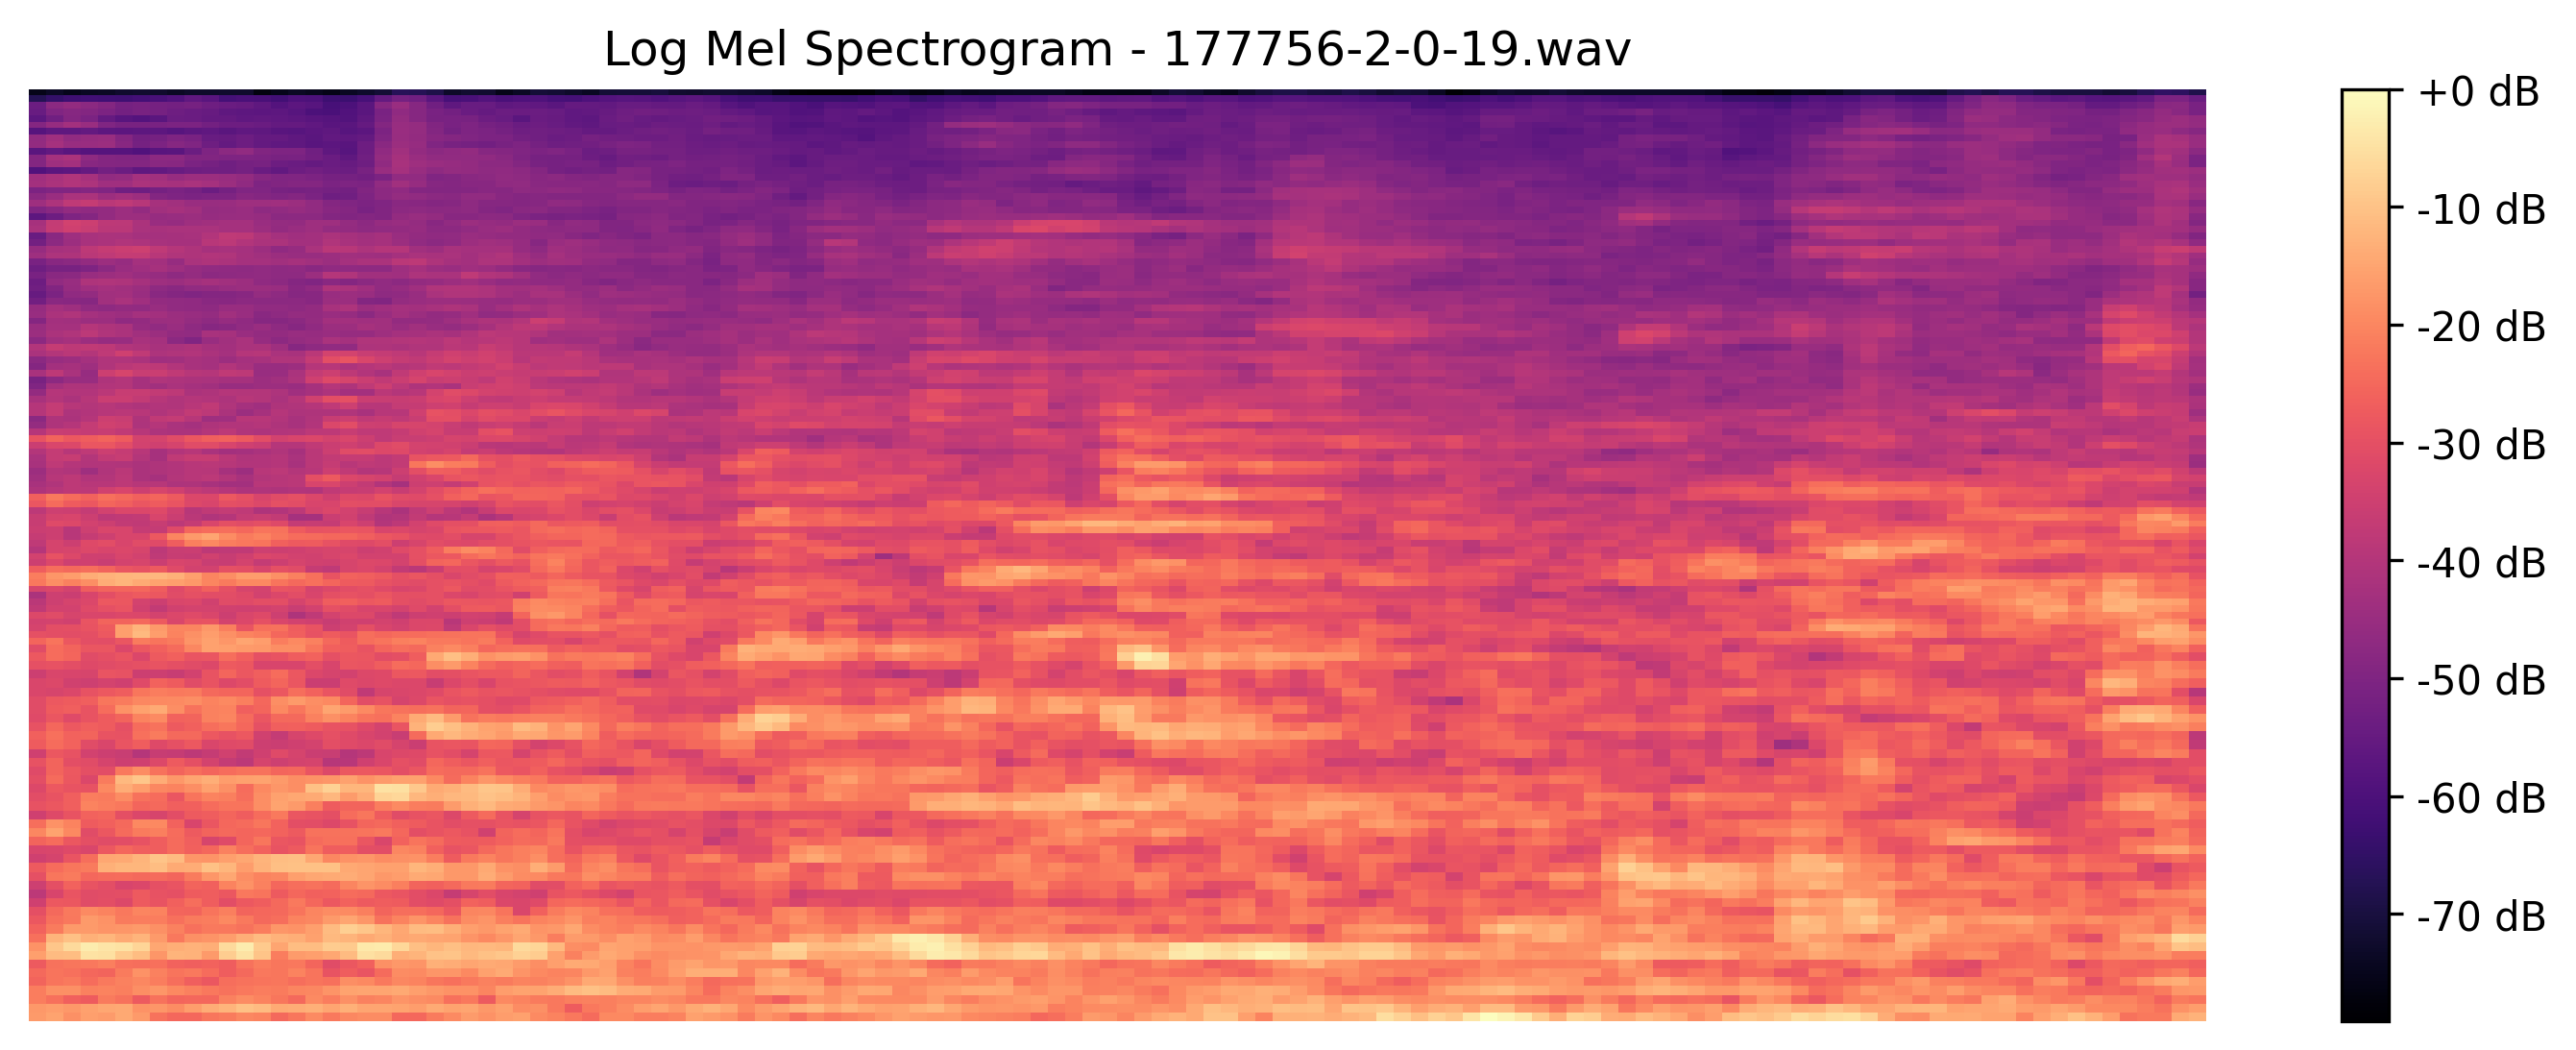 Log Mel Spectrogram - 177756-2-0-19.wav
+0 dB
-10 dB
-20 dB
-30 dB
-40 dB
-50 dB
-60 dB
-70 dB